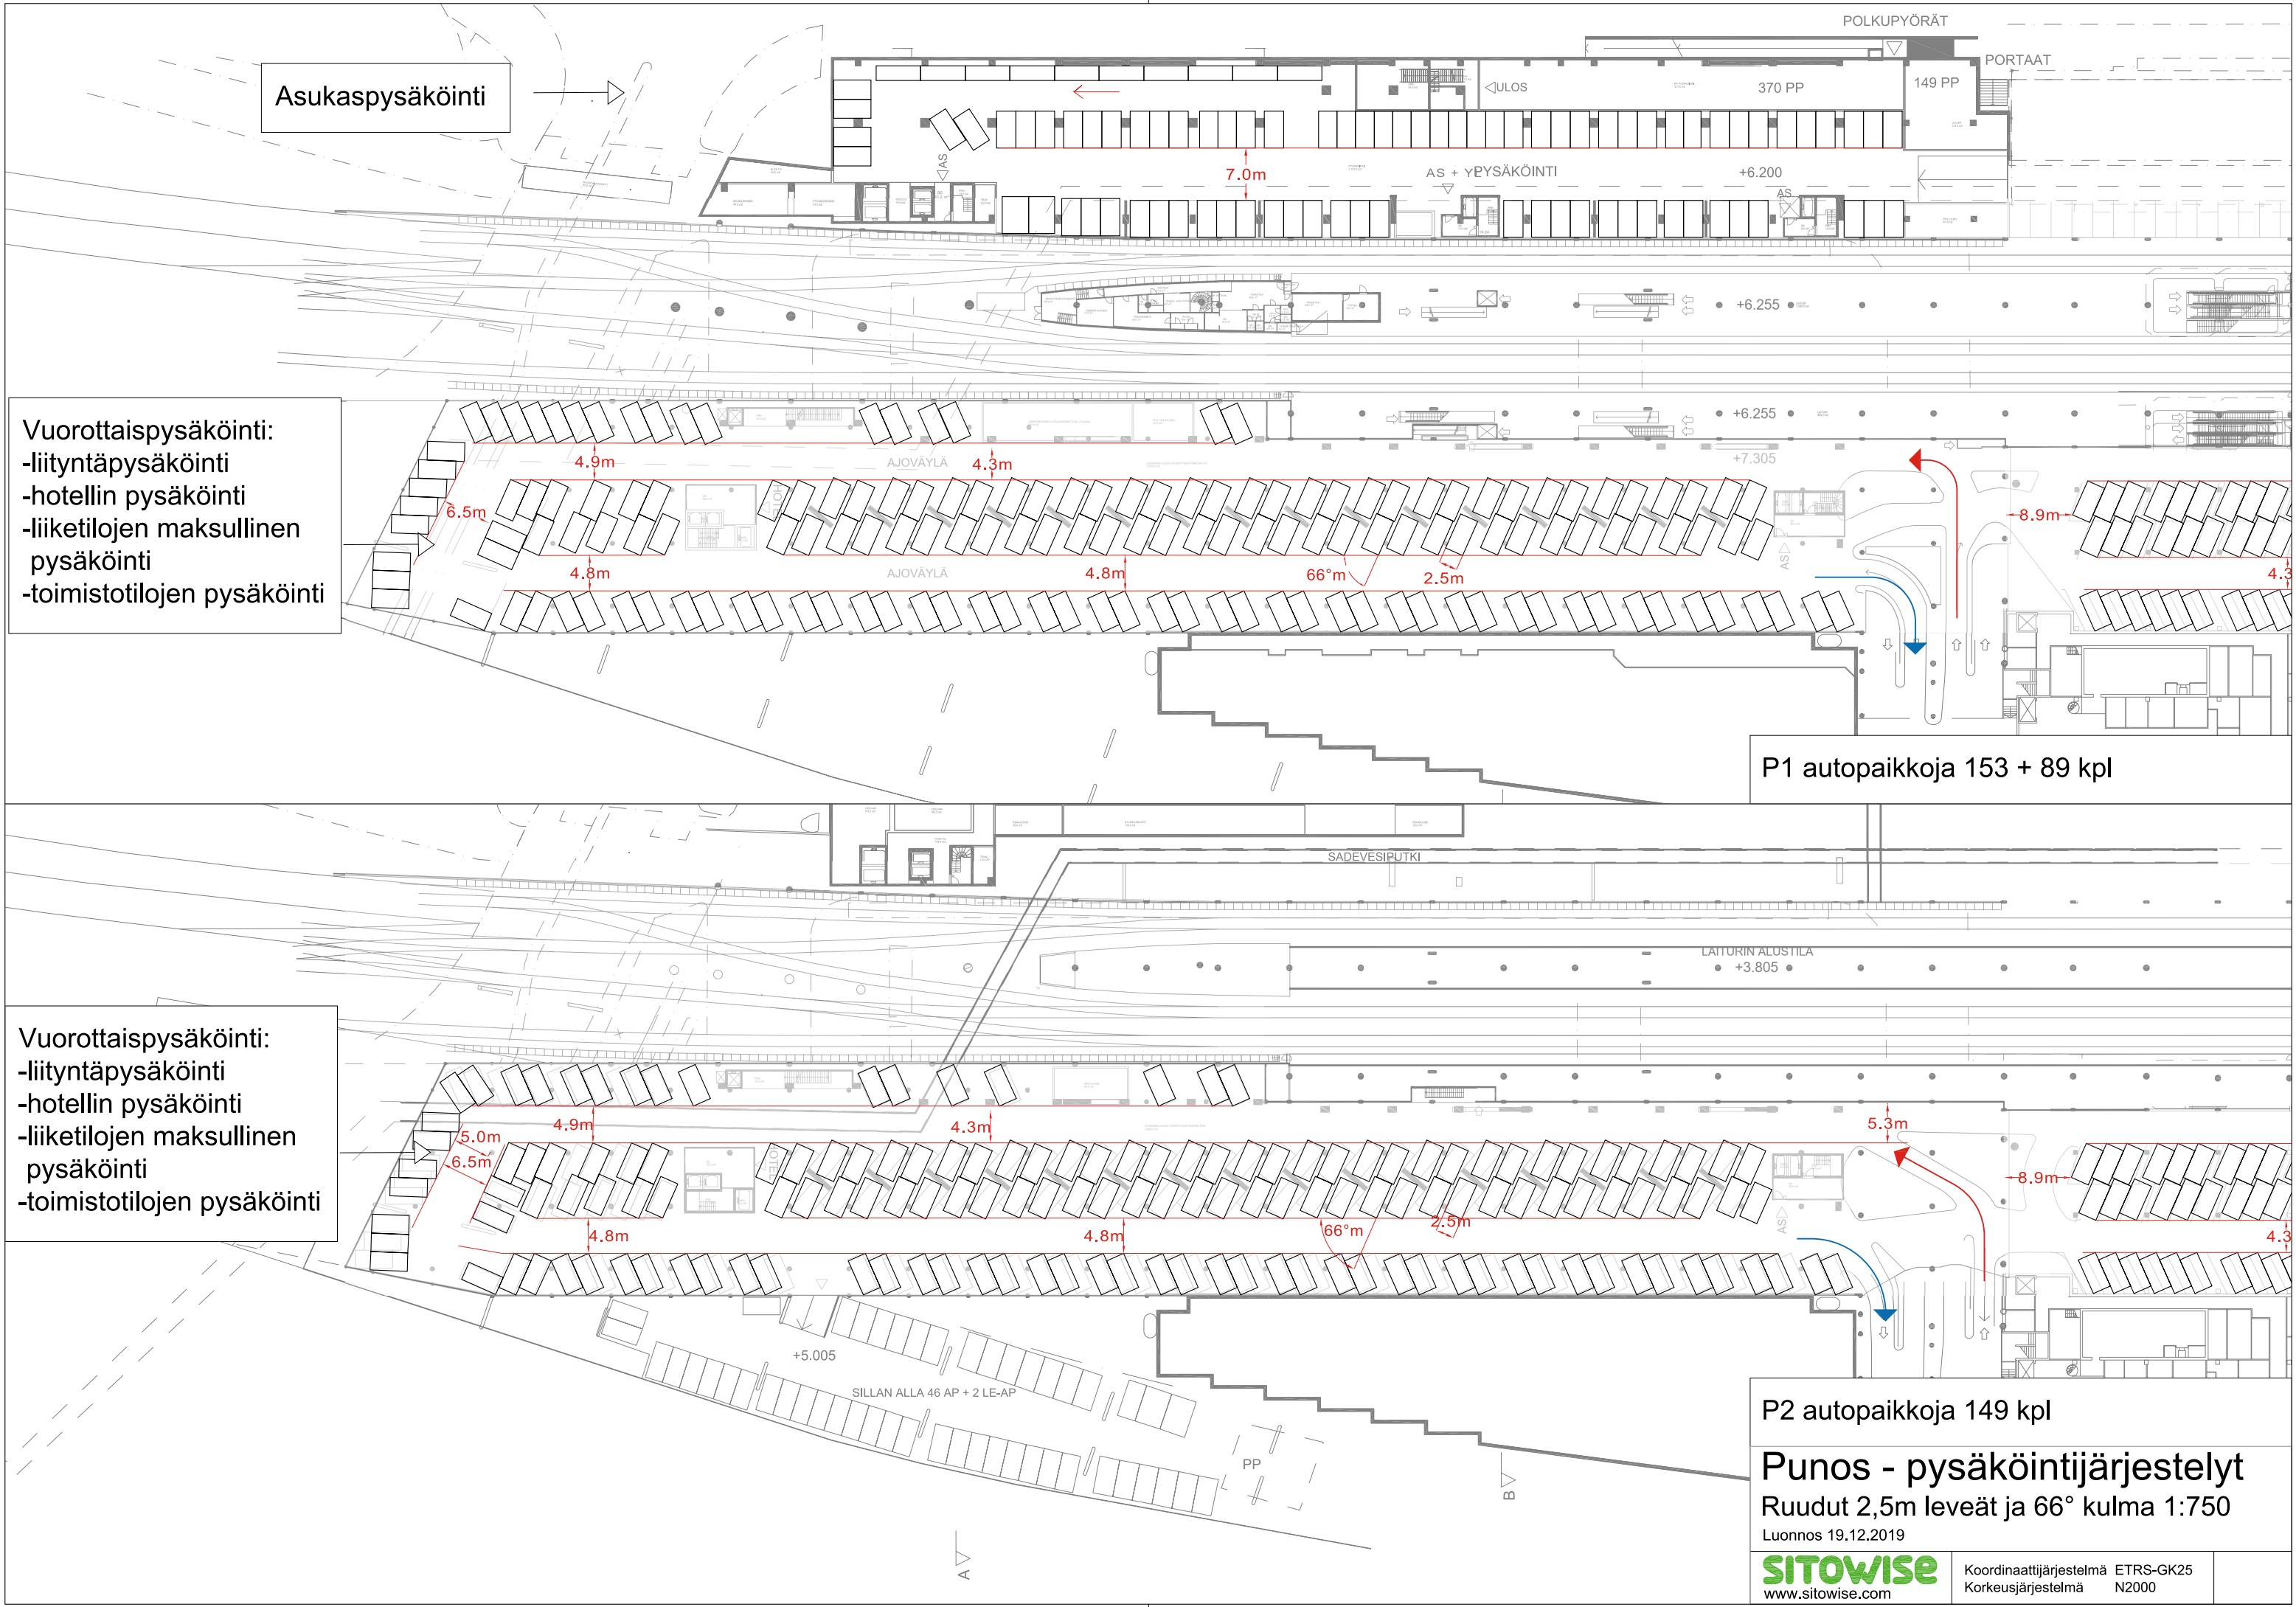 POLKUPYÖRÄT
PORTAAT
Asukaspysäköinti
ULOS
370 PP
149 PP
AS
7.0m
AS + YPYSÄKÖINTI
+6.200
AS
+6.255
Vuorottaispysäköinti:
-liityntäpysäköinti
-hotellin pysäköinti
-liiketilojen maksullinen
pysäköinti
-toimistotilojen pysäköinti
+6.255
4.9m
AJOVÄYLÄ
4.3m
+7.305
6.5m
8.9m
4.8m
AJOVÄYLÄ
4.8m
66°m
2.5m
AS
4.3
P1 autopaikkoja 153 + 89 kpl
SADEVESIPUTKI
LAITURIN ALUSTILA
+3.805
Vuorottaispysäköinti:
-liityntäpysäköinti
-hotellin pysäköinti
-liiketilojen maksullinen
pysäköinti
-toimistotilojen pysäköinti
4.9m
4.3m
5.3m
5.0m
6.5m
8.9m
4.8m
4.8m
66°m
2.5m
AS
4.3
+5.005
SILLAN ALLA 46 AP + 2 LE-AP
PP
B
A
P2 autopaikkoja 149 kpl
Punos - pysäköintijärjestelyt
Ruudut 2,5m leveät ja 66° kulma 1:750
Luonnos 19.12.2019
SITOWISE
www.sitowise.com
Koordinaattijärjestelmä ETRS-GK25
Korkeusjärjestelmä N2000